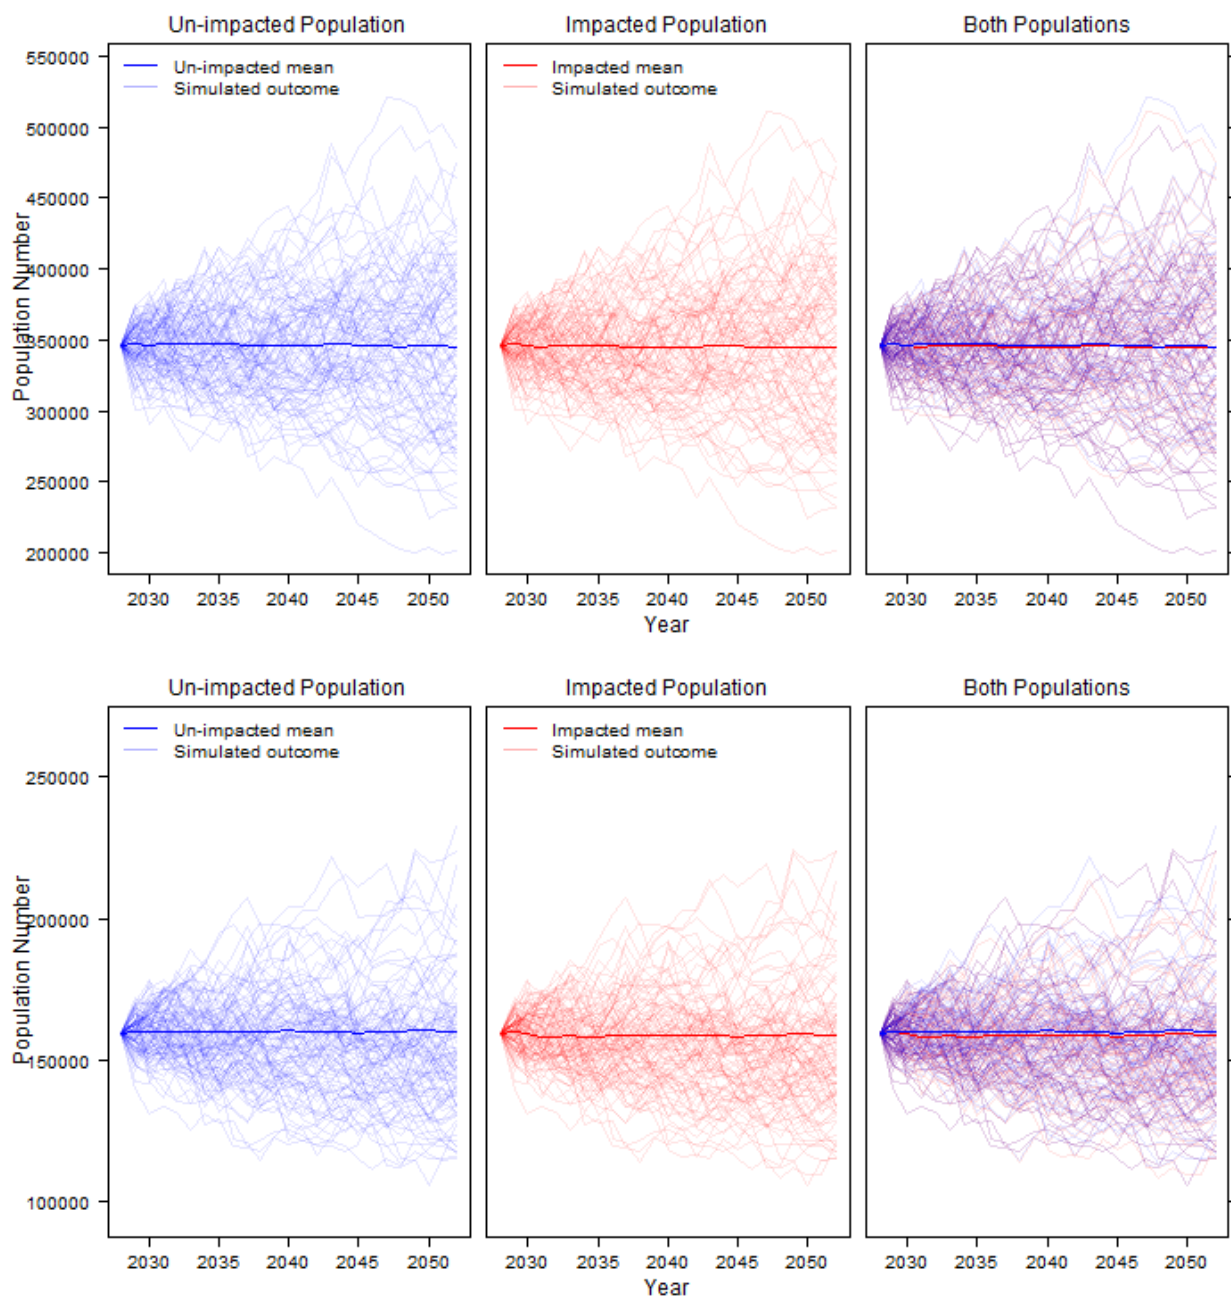 Un-impacted Population
Impacted Population
Both Populations
Un-impacted mean
Simulated outcome
Impacted mean
Simulated outcome
550000
500000
450000
400000
350000
300000
250000
200000
Population Number
2030 2035 2040 2045 2050
2030 2035 2040 2045 2050
2030 2035 2040 2045 2050
Year
Un-impacted Population
Impacted Population
Both Populations
Un-impacted mean
Simulated outcome
Impacted mean
Simulated outcome
250000
200000
150000
100000
Population Number
2030 2035 2040 2045 2050
2030 2035 2040 2045 2050
2030 2035 2040 2045 2050
Year